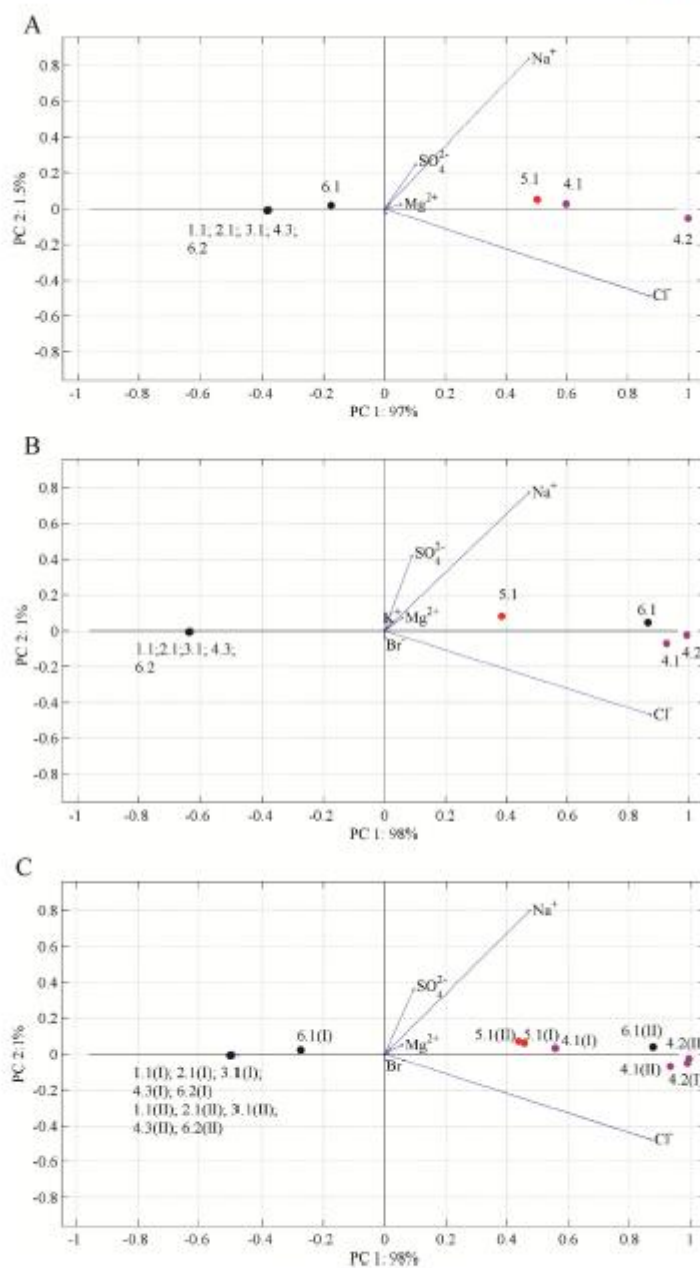 A
0.8
0.6
0.4
0.2
0
-0.2
-0.4
-0.6
-0.8
PC 2: 1.5%
Na⁺
SO₄²⁻
Mg²⁺
Cl⁻
6.1
1.1; 2.1;, 3.1; 4.3;
6.2
5.1
4.1
4.2
-1 -0.8 -0.6 -0.4 -0.2 0 0.2 0.4 0.6 0.8 1
PC 1: 97%
B
0.8
0.6
0.4
0.2
0
-0.2
-0.4
-0.6
-0.8
PC 2: 1%
Na⁺
SO₄²⁻
K⁺ Mg²⁺
Br⁻
Cl⁻
1.1;2.1;3.1; 4.3;
6.2
5.1
6.1
4.1
4.2
-1 -0.8 -0.6 -0.4 -0.2 0 0.2 0.4 0.6 0.8 1
PC 1: 98%
C
0.8
0.6
0.4
0.2
0
-0.2
-0.4
-0.6
-0.8
PC 2:1%
Na⁺
SO₄²⁻
Mg²⁺
Br
Cl⁻
6.1(I)
1.1(I); 2.1(I); 3.1(I);
4.3(I); 6.2(I)
1.1(II), 2.1(II); 3.1(II);
4.3(II); 6.2(II)
5.1(II) 5.1(I) 4.1(I)
6.1(II)
4.2(II
4.1(II)
4.2(I)
-1 -0.8 -0.6 -0.4 -0.2 0 0.2 0.4 0.6 0.8 1
PC 1: 98%